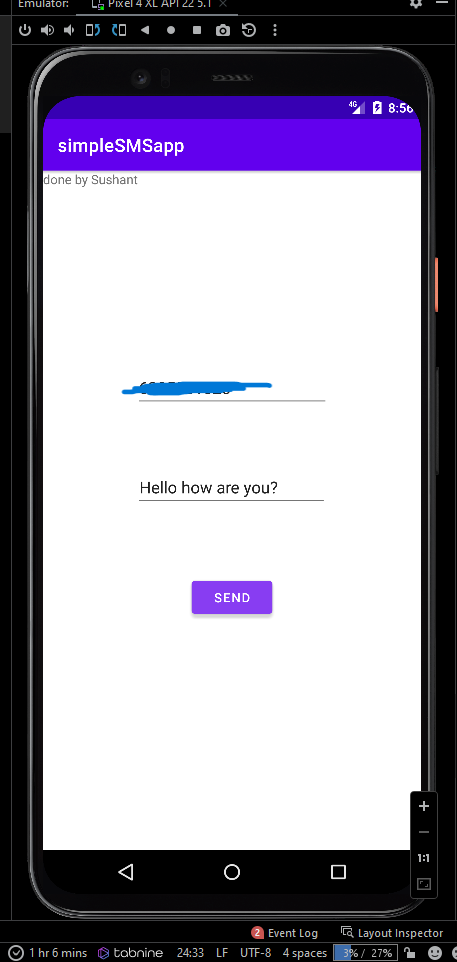 Emulator: Pixel 4 XL API 22 5.1
4G 8:56
simpleSMSapp
done by Sushant
Hello how are you?
SEND
1:1
2 Event Log Layout Inspector
1 hr 6 mins tabnine 24:33 LF UTF-8 4 spaces 3% / 27%